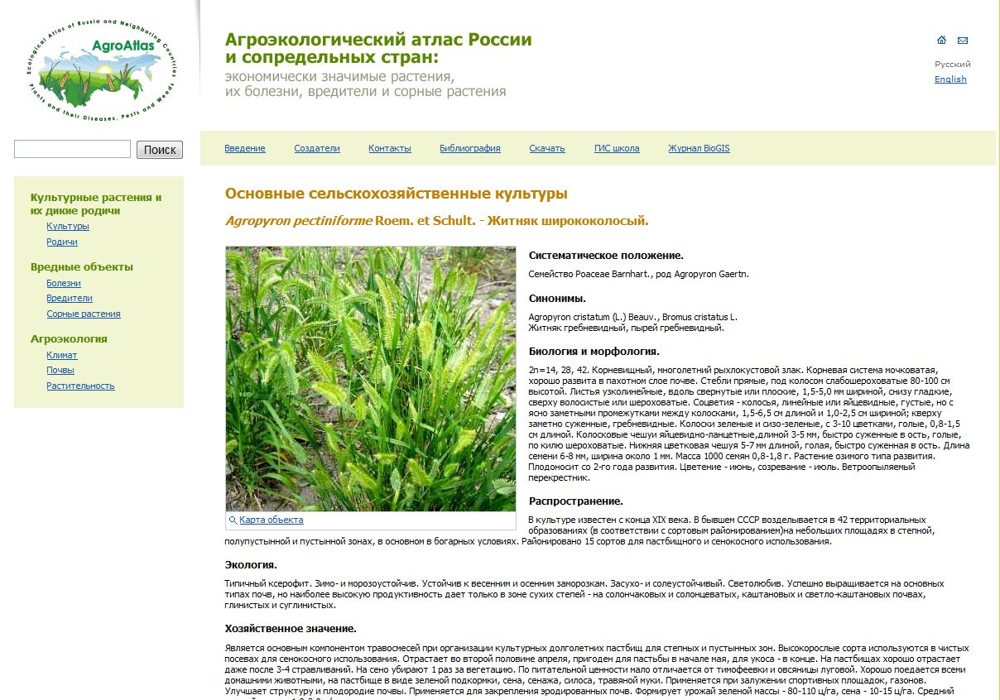 Ecological Atlas of Russia and Neighboring Countries
AgroAtlas
Plants and their Diseases, Pests and Weeds
Агроэкологический атлас России
и сопредельных стран:
экономически значимые растения,
их болезни, вредители и сорные растения
Русский
English
Поиск
Введение Создатели Контакты Библиография Скачать ГИС школа Журнал BioGIS
Культурные растения и
их дикие родичи
Культуры
Родичи
Вредные объекты
Болезни
Вредители
Сорные растения
Агроэкология
Климат
Почвы
Растительность
Основные сельскохозяйственные культуры
Agropyron pectiniforme Roem. et Schult. - Житняк ширококолосый.
Карта объекта
Систематическое положение.
Семейство Poaceae Barnhart., род Agropyron Gaertn.
Синонимы.
Agropyron cristatum (L.) Beauv., Bromus cristatus L.
Житняк гребневидный, пырей гребневидный.
Биология и морфология.
2n=14, 28, 42. Корневищный, многолетний рыхлокустовой злак. Корневая система мочковатая,
хорошо развита в пахотном слое почве. Стебли прямые, под колосом слабошероховатые 80-100 см
высотой. Листья узколинейные, вдоль свернутые или плоские, 1,5-5,0 мм шириной, снизу гладкие,
сверху волосистые или шероховатые. Соцветия - колосья, линейные или яйцевидные, густые, но с
ясно заметными промежутками между колосками, 1,5-6,5 см длиной и 1,0-2,5 см шириной; кверху
заметно суженные, гребневидные. Колоски зеленые и сизо-зеленые, с 3-10 цветками, голые, 0,8-1,5
см длиной. Колосковые чешуи яйцевидно-ланцетные,длиной 3-5 мм, быстро суженные в ость, голые,
по килю шероховатые. Нижняя цветковая чешуя 5-7 мм длиной, голая, быстро суженная в ость. Длина
семени 6-8 мм, ширина около 1 мм. Масса 1000 семян 0,8-1,8 г. Растение озимого типа развития.
Плодоносит со 2-го года развития. Цветение - июнь, созревание - июль. Ветроопыляемый
перекрестник.
Распространение.
В культуре известен с конца XIX века. В бывшем СССР возделывается в 42 территориальных
образованиях (в соответствии с сортовым районированием)на небольших площадях в степной,
полупустынной и пустынной зонах, в основном в богарных условиях. Районировано 15 сортов для пастбищного и сенокосного использования.
Экология.
Типичный ксерофит. Зимо- и морозоустойчив. Устойчив к весенним и осенним заморозкам. Засухо- и солеустойчивый. Светолюбив. Успешно выращивается на основных
типах почв, но наиболее высокую продуктивность дает только в зоне сухих степей - на солончаковых и солонцеватых, каштановых и светло-каштановых почвах,
глинистых и суглинистых.
Хозяйственное значение.
Является основным компонентом травосмесей при организации культурных долголетних пастбищ для степных и пустынных зон. Высокорослые сорта используются в чистых
посевах для сенокосного использования. Отрастает во второй половине апреля, пригоден для пастьбы в начале мая, для укоса - в конце. На пастбищах хорошо отрастает
даже после 3-4 стравливаний. На сено убирают 1 раз за вегетацию. По питательной ценности мало отличается от тимофеевки и овсяницы луговой. Хорошо поедается всеми
домашними животными, на пастбище в виде зеленой подкормки, сена, сенажа, силоса, травяной муки. Применяется при залужении спортивных площадок, газонов.
Улучшает структуру и плодородие почвы. Применяется для закрепления эродированных почв. Формирует урожай зеленой массы - 80-110 ц/га, сена - 10-15 ц/га. Средний